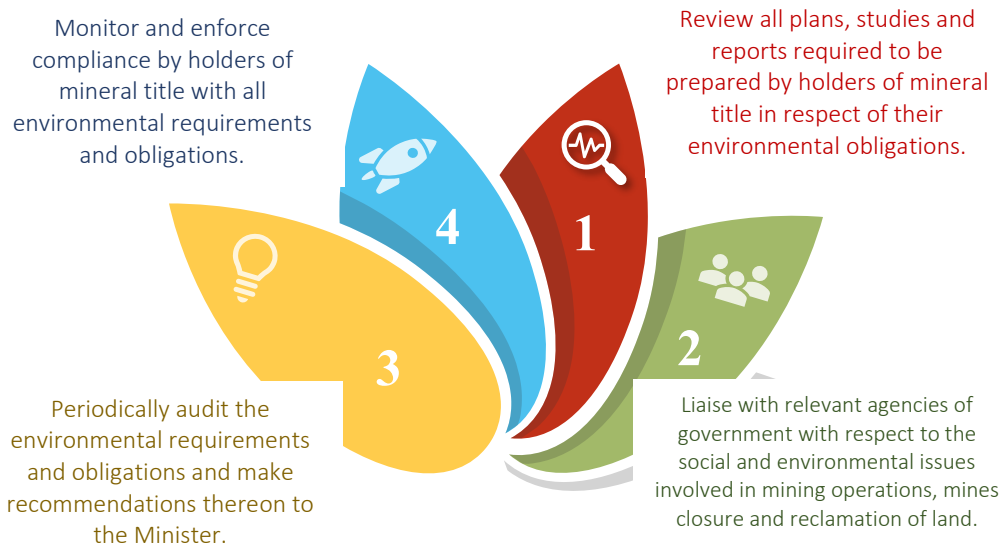 Monitor and enforce
compliance by holders of
mineral title with all
environmental requirements
and obligations.
Review all plans, studies and
reports required to be
prepared by holders of mineral
title in respect of their
environmental obligations.
4
1
3
2
Periodically audit the
environmental requirements
and obligations and make
recommendations thereon to
the Minister.
Liaise with relevant agencies of
government with respect to the
social and environmental issues
involved in mining operations, mines
closure and reclamation of land.